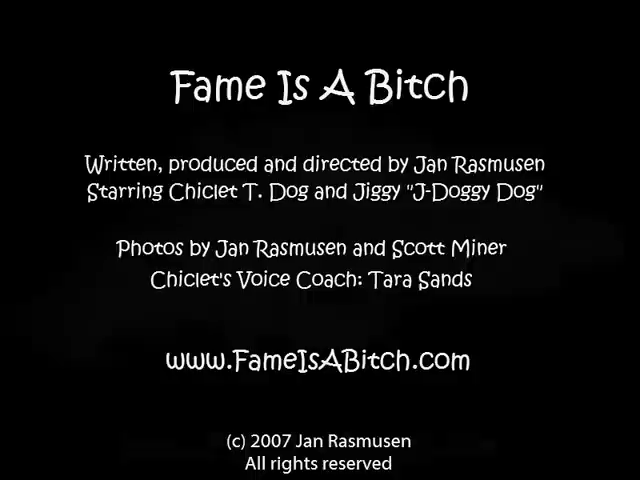 Fame Is A Bitch
Written, produced and directed by Jan Rasmusen
Starring Chiclet T. Dog and Jiggy "J-Doggy Dog"
Photos by Jan Rasmusen and Scott Miner
Chiclet's Voice Coach: Tara Sands
www.FameIsABitch.com
(c) 2007 Jan Rasmusen
All rights reserved